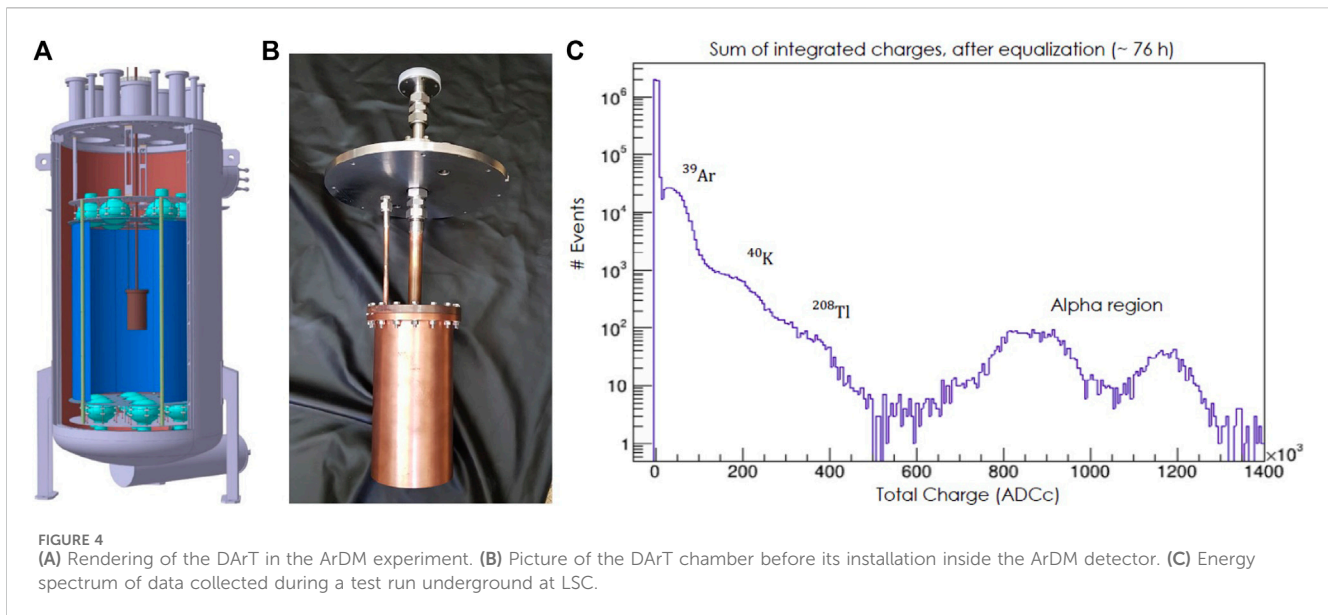 A
B
C
Sum of integrated charges, after equalization (~ 76 h)
# Events
10⁶
10⁵
10⁴
10³
10²
10
1
³⁹Ar
⁴⁰K
²⁰⁸Tl
Alpha region
0 200 400 600 800 1000 1200 1400
×10³
Total Charge (ADCc)
FIGURE 4
(A) Rendering of the DArT in the ArDM experiment. (B) Picture of the DArT chamber before its installation inside the ArDM detector. (C) Energy
spectrum of data collected during a test run underground at LSC.